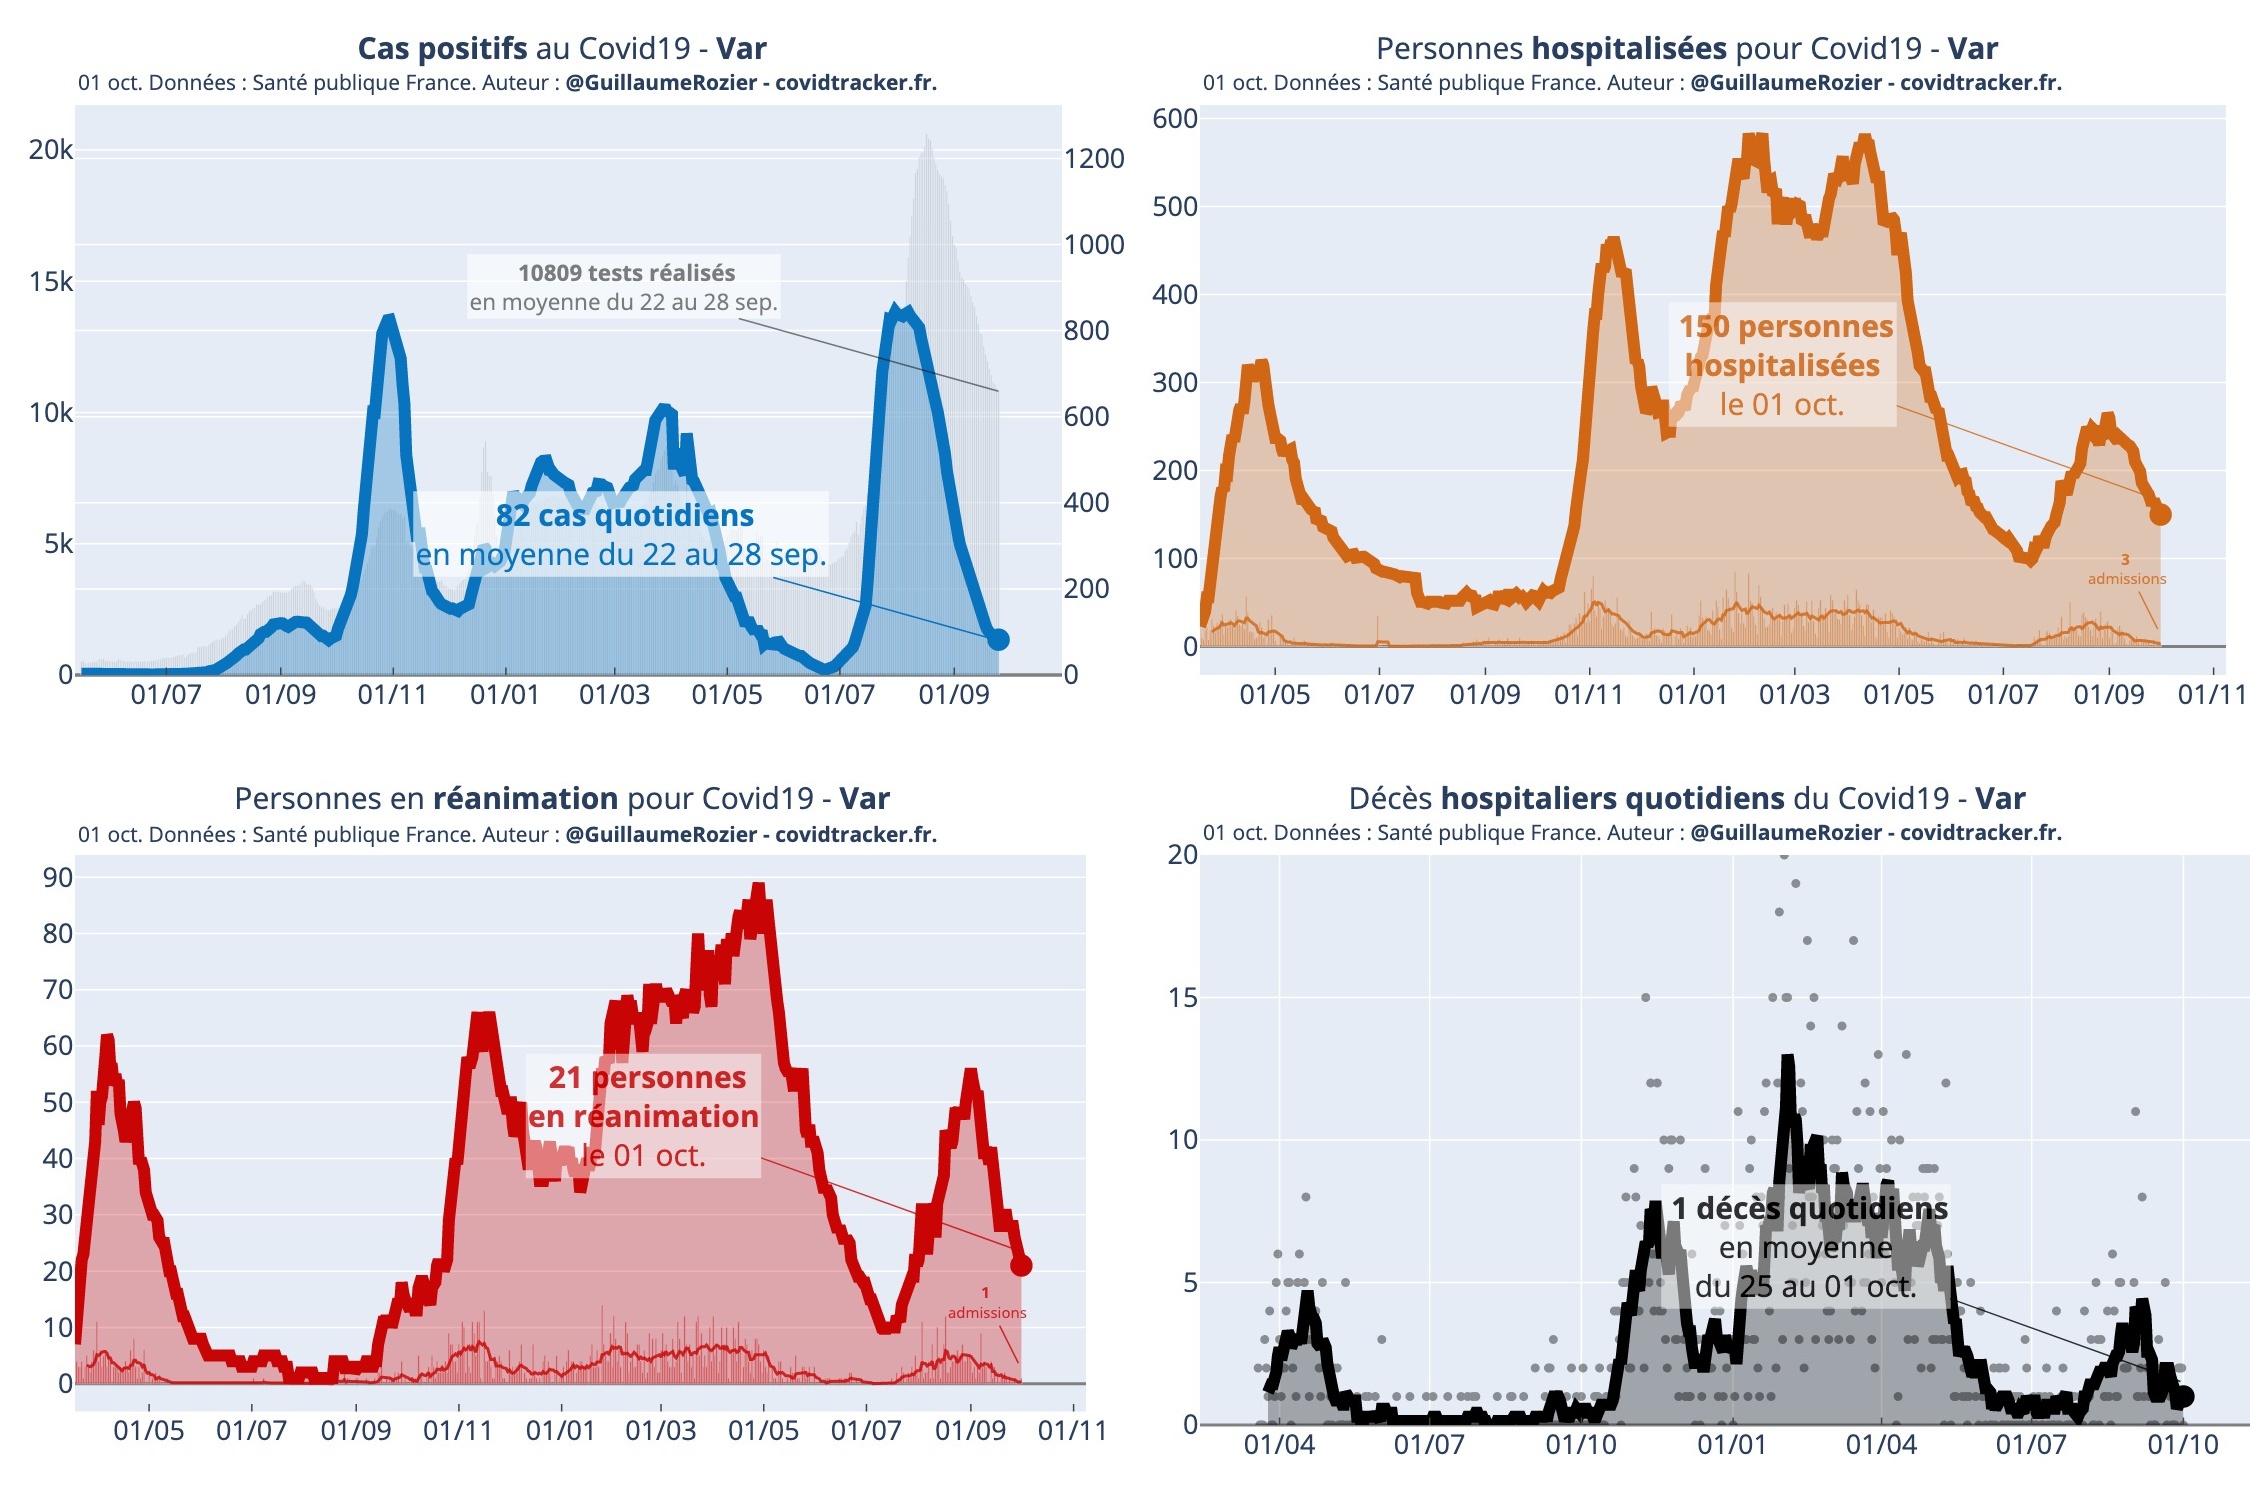 Cas positifs au Covid19 - Var
01 oct. Données : Santé publique France. Auteur : @GuillaumeRozier - covidtracker.fr.
20k
15k
10k
5k
0
1200
1000
800
600
400
200
0
10809 tests réalisés
en moyenne du 22 au 28 sep.
82 cas quotidiens
en moyenne du 22 au 28 sep.
01/07 01/09 01/11 01/01 01/03 01/05 01/07 01/09
Personnes hospitalisées pour Covid19 - Var
01 oct. Données : Santé publique France. Auteur : @GuillaumeRozier - covidtracker.fr.
600
500
400
300
200
100
0
150 personnes
hospitalisées
le 01 oct.
3
admissions
01/05 01/07 01/09 01/11 01/01 01/03 01/05 01/07 01/09 01/11
Personnes en réanimation pour Covid19 - Var
01 oct. Données : Santé publique France. Auteur : @GuillaumeRozier - covidtracker.fr.
90
80
70
60
50
40
30
20
10
0
21 personnes
en réanimation
le 01 oct.
1
admissions
01/05 01/07 01/09 01/11 01/01 01/03 01/05 01/07 01/09 01/11
Décès hospitaliers quotidiens du Covid19 - Var
01 oct. Données : Santé publique France. Auteur : @GuillaumeRozier - covidtracker.fr.
20
15
10
5
0
1 décès quotidiens
en moyenne
du 25 au 01 oct.
01/04 01/07 01/10 01/01 01/04 01/07 01/10